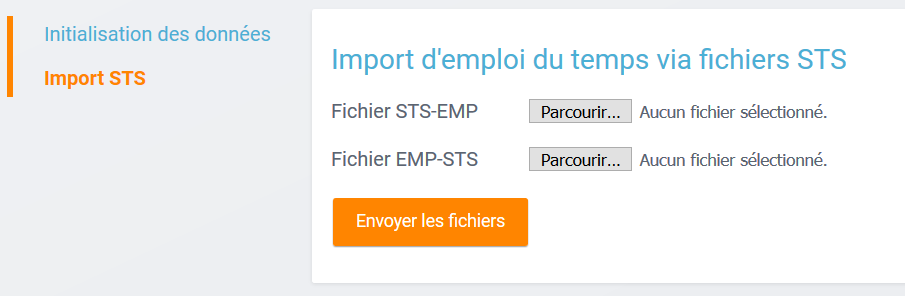 Initialisation des données
Import STS
Import d'emploi du temps via fichiers STS
Fichier STS-EMP Parcourir... Aucun fichier sélectionné.
Fichier EMP-STS Parcourir... Aucun fichier sélectionné.
Envoyer les fichiers